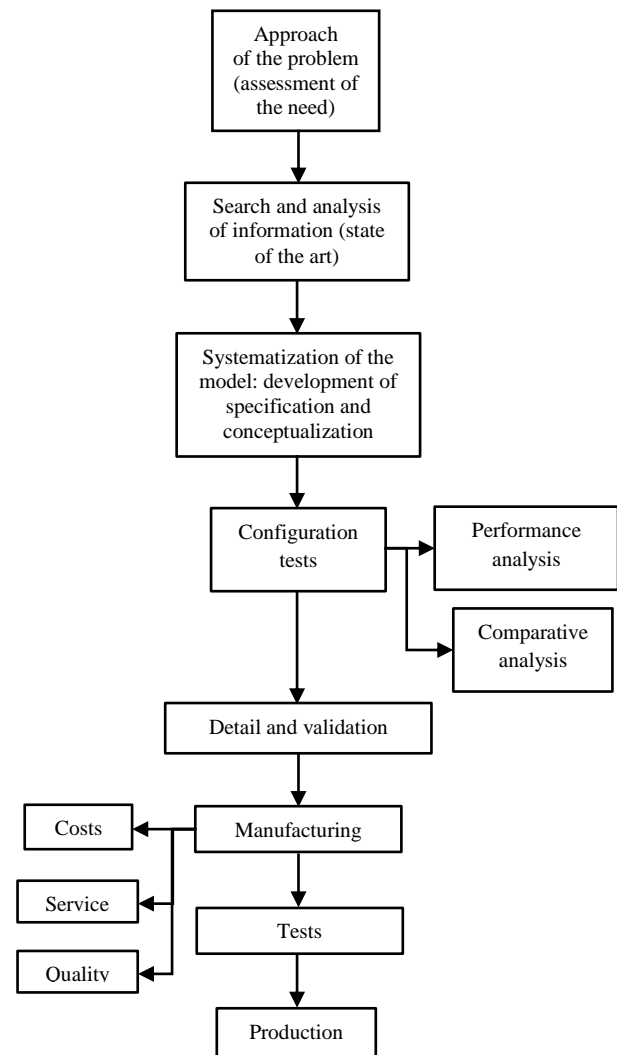 Approach
of the problem
(assessment of
the need)
Search and analysis
of information (state
of the art)
Systematization of the
model: development of
specification and
conceptualization
Configuration
tests
Performance
analysis
Comparative
analysis
Detail and validation
Costs
Manufacturing
Service
Tests
Quality
Production